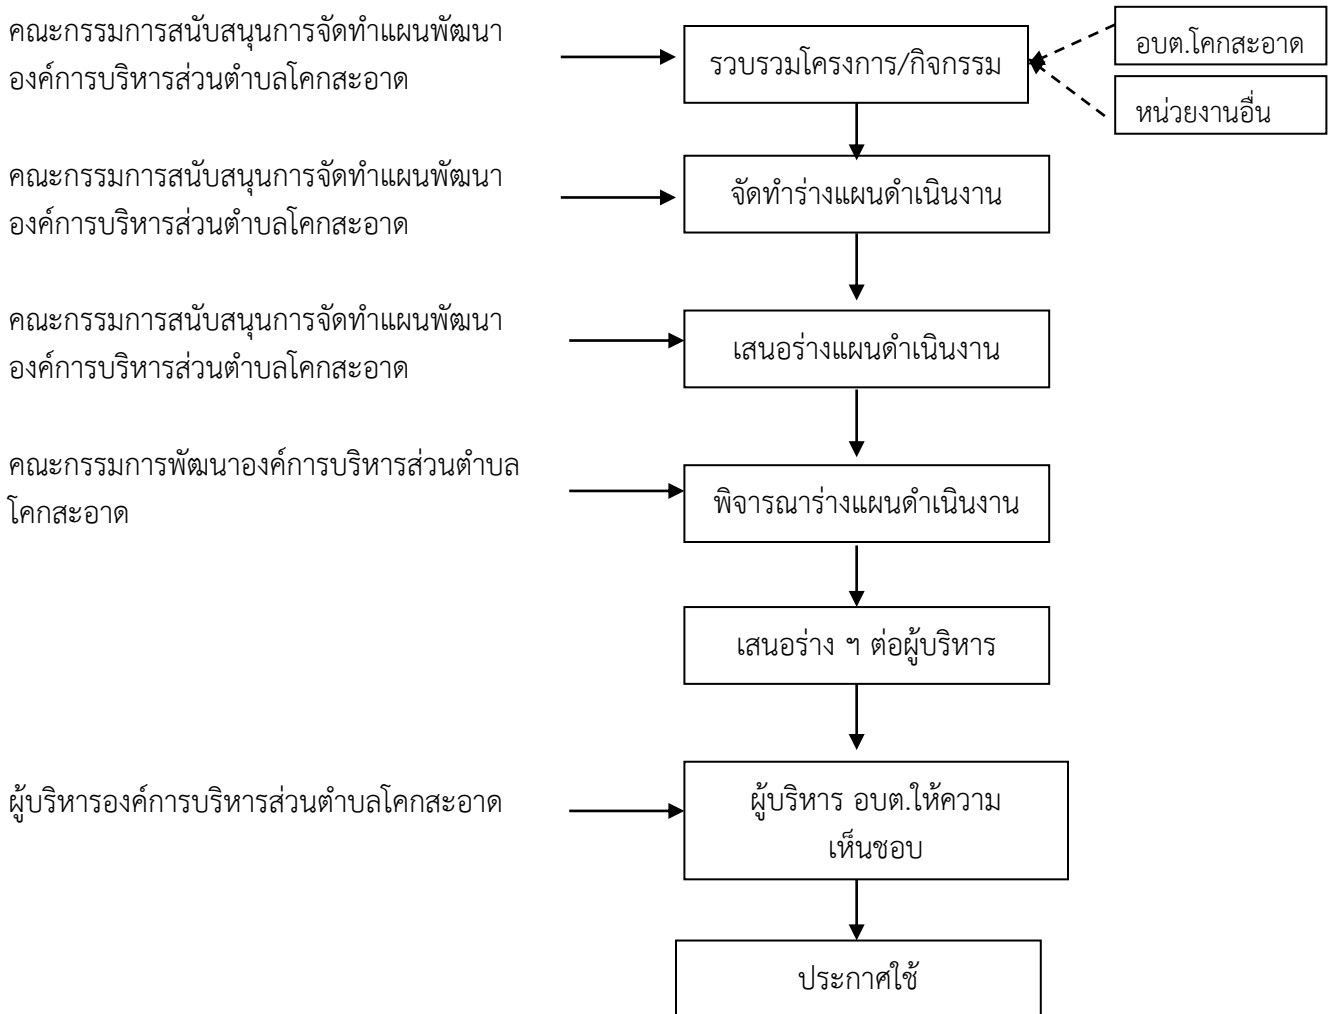 คณะกรรมการสนับสนุนการจัดทำแผนพัฒนา
องค์การบริหารส่วนตำบลโคกสะอาด
รวบรวมโครงการ/กิจกรรม
อบต.โคกสะอาด
หน่วยงานอื่น
คณะกรรมการสนับสนุนการจัดทำแผนพัฒนา
องค์การบริหารส่วนตำบลโคกสะอาด
จัดทำร่างแผนดำเนินงาน
คณะกรรมการสนับสนุนการจัดทำแผนพัฒนา
องค์การบริหารส่วนตำบลโคกสะอาด
เสนอร่างแผนดำเนินงาน
คณะกรรมการพัฒนาองค์การบริหารส่วนตำบล
โคกสะอาด
พิจารณาร่างแผนดำเนินงาน
เสนอร่าง ฯ ต่อผู้บริหาร
ผู้บริหารองค์การบริหารส่วนตำบลโคกสะอาด
ผู้บริหาร อบต.ให้ความ
เห็นชอบ
ประกาศใช้